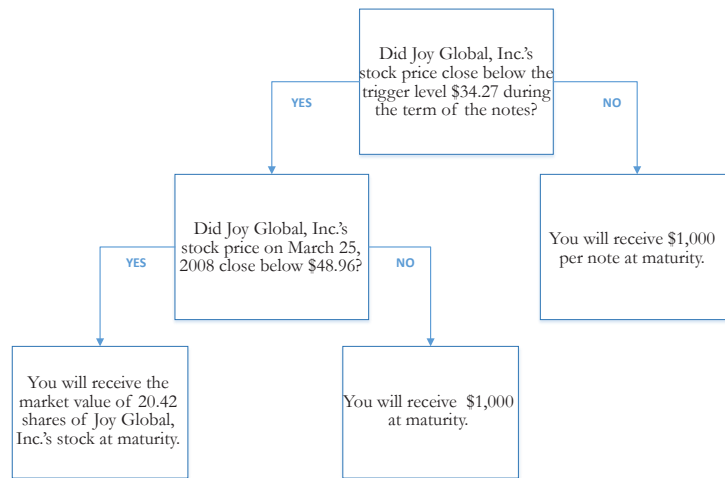 Did Joy Global, Inc.'s
stock price close below the
trigger level $34.27 during
the term of the notes?
YES
NO
Did Joy Global, Inc.'s
stock price on March 25,
2008 close below $48.96?
You will receive $1,000
per note at maturity.
YES
NO
You will receive the
market value of 20.42
shares of Joy Global,
Inc.'s stock at maturity.
You will receive $1,000
at maturity.